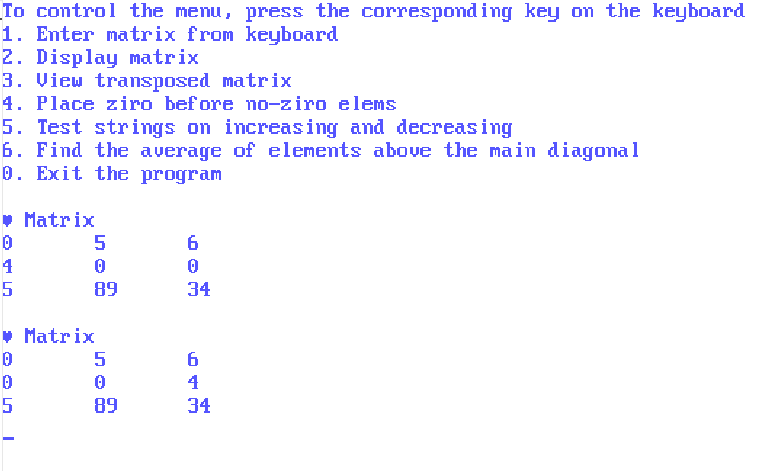 To control the menu, press the corresponding key on the keyboard
1. Enter matrix from keyboard
2. Display matrix
3. View transposed matrix
4. Place ziro before no-ziro elems
5. Test strings on increasing and decreasing
6. Find the average of elements above the main diagonal
0. Exit the program
♥ Matrix
0 5 6
4 0 0
5 89 34
♥ Matrix
0 5 6
0 0 4
5 89 34
_